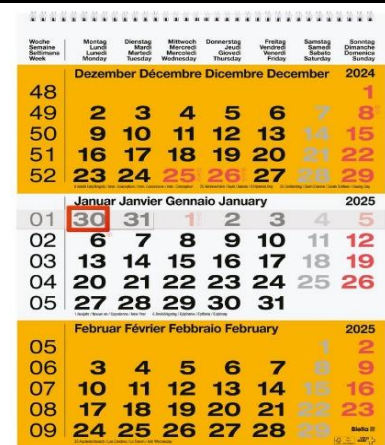 Woche Montag Dienstag Mittwoch Donnerstag Freitag Samstag Sonntag
Semaine Lundi Mardi Mercredi Jeudi Vendredi Samedi Dimanche
Settimana Lunedì Martedì Mercoledì Giovedì Venerdì Sabato Domenica
Week Monday Tuesday Wednesday Thursday Friday Saturday Sunday
Dezember Décembre Dicembre December 2024
48 1
49 2 3 4 5 6 7 8
50 9 10 11 12 13 14 15
51 16 17 18 19 20 21 22
52 23 24 25 26 27 28 29
Januar Janvier Gennaio January 2025
01 30 31 1 2 3 4 5
02 6 7 8 9 10 11 12
03 13 14 15 16 17 18 19
04 20 21 22 23 24 25 26
05 27 28 29 30 31
Februar Février Febbraio February 2025
05 1 2
06 3 4 5 6 7 8 9
07 10 11 12 13 14 15 16
08 17 18 19 20 21 22 23
09 24 25 26 27 28
Biella